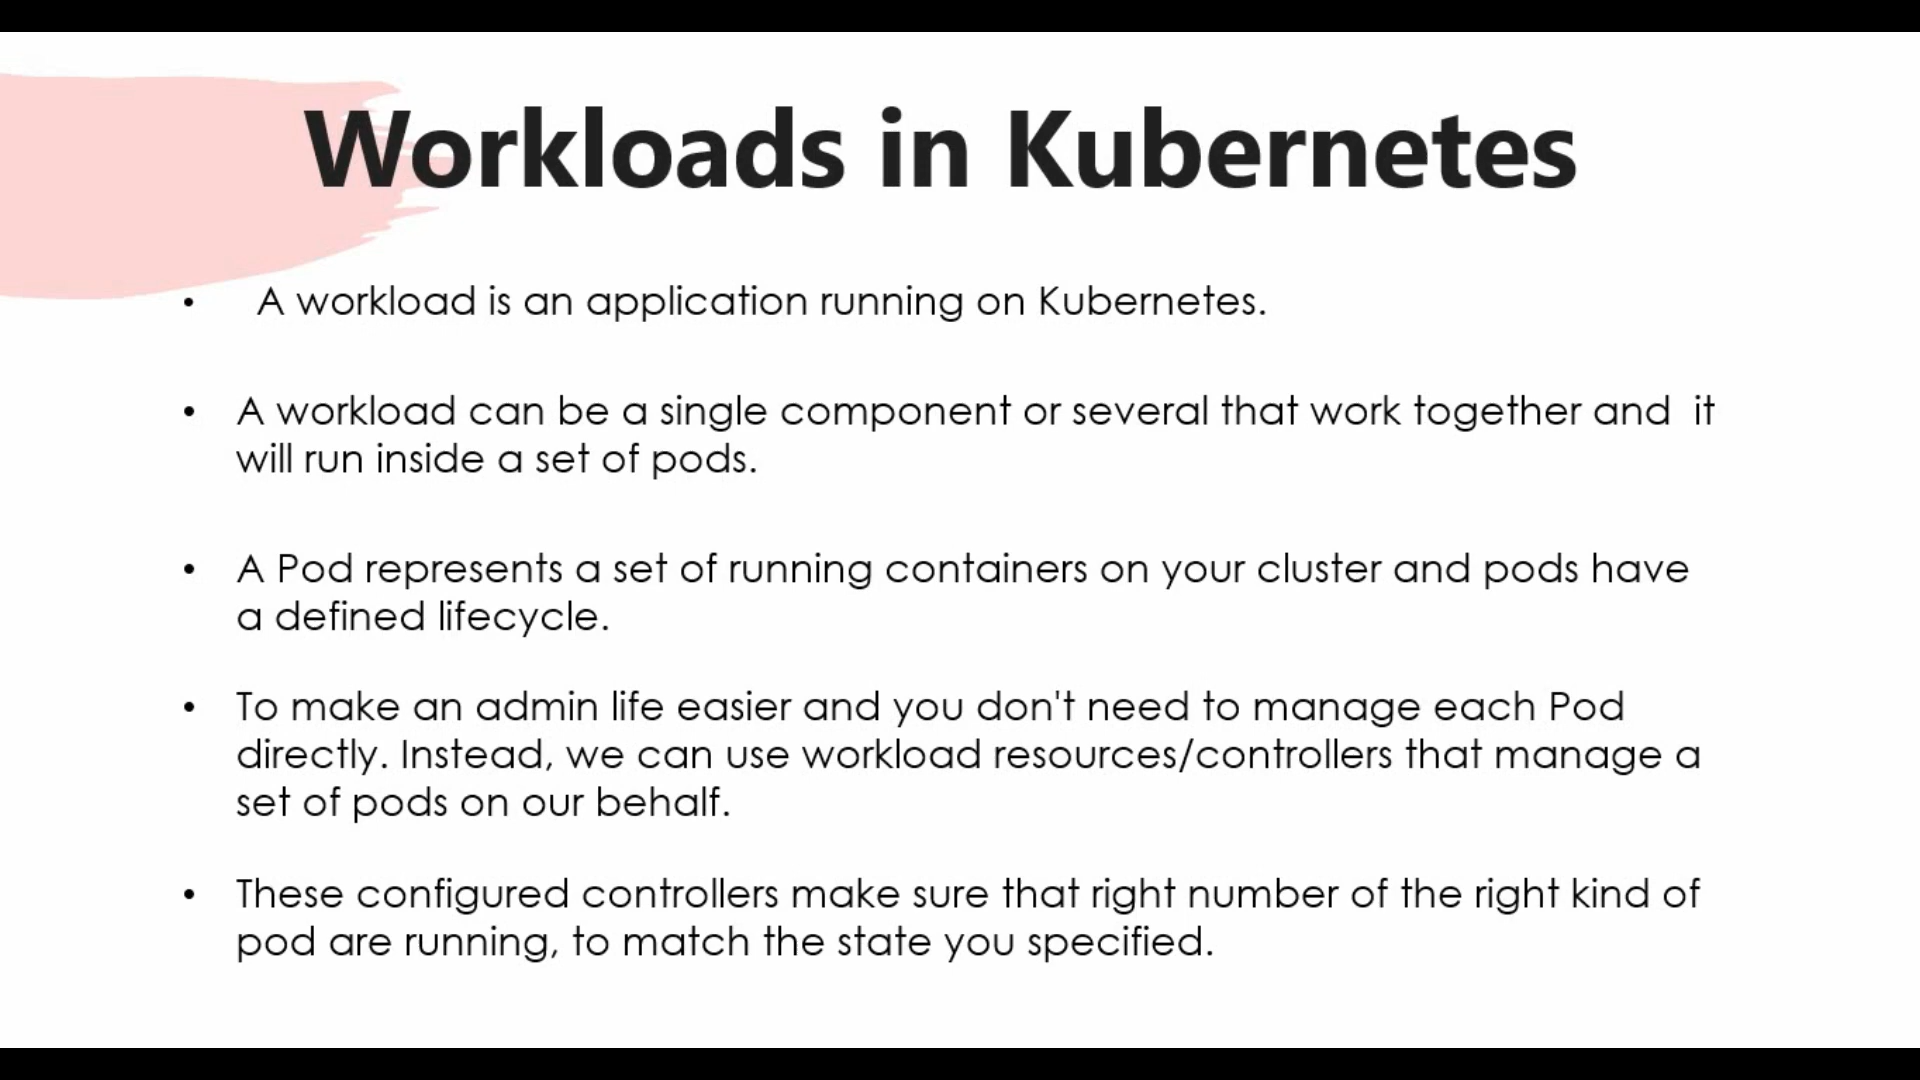 Workloads in Kubernetes
• A workload is an application running on Kubernetes.
• A workload can be a single component or several that work together and it
will run inside a set of pods.
• A Pod represents a set of running containers on your cluster and pods have
a defined lifecycle.
• To make an admin life easier and you don't need to manage each Pod
directly. Instead, we can use workload resources/controllers that manage a
set of pods on our behalf.
• These configured controllers make sure that right number of the right kind of
pod are running, to match the state you specified.